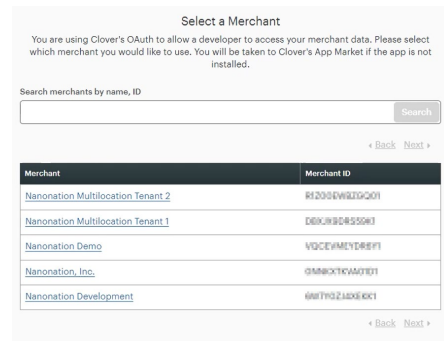 Select a Merchant
You are using Clover's OAuth to allow a developer to access your merchant data. Please select
which merchant you would like to use. You will be taken to Clover's App Market if the app is not
installed.
Search merchants by name, ID
Search
Back Next
Merchant Merchant ID
Nanonation Multilocation Tenant 2
Nanonation Multilocation Tenant 1
Nanonation Demo
Nanonation, Inc.
Nanonation Development
Back Next